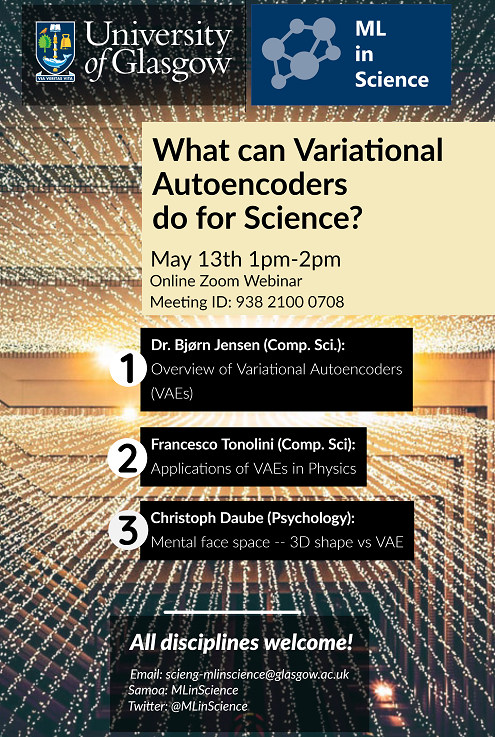 University
of Glasgow
VIA VERITAS VITA
ML
in
Science
What can Variational
Autoencoders
do for Science?
May 13th 1pm-2pm
Online Zoom Webinar
Meeting ID: 938 2100 0708
1
Dr. Bjørn Jensen (Comp. Sci.):
Overview of Variational Autoencoders
(VAEs)
2
Francesco Tonolini (Comp. Sci):
Applications of VAEs in Physics
3
Christoph Daube (Psychology):
Mental face space -- 3D shape vs VAE
All disciplines welcome!
Email: scieng-mlinscience@glasgow.ac.uk
Samoa: MLinScience
Twitter: @MLinScience